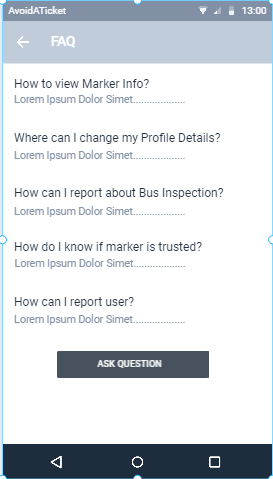 AvoidATicket 13:00
FAQ
How to view Marker Info?
Lorem Ipsum Dolor Simet...................
Where can I change my Profile Details?
Lorem Ipsum Dolor Simet...................
How can I report about Bus Inspection?
Lorem Ipsum Dolor Simet...................
How do I know if marker is trusted?
Lorem Ipsum Dolor Simet...................
How can I report user?
Lorem Ipsum Dolor Simet...................
ASK QUESTION